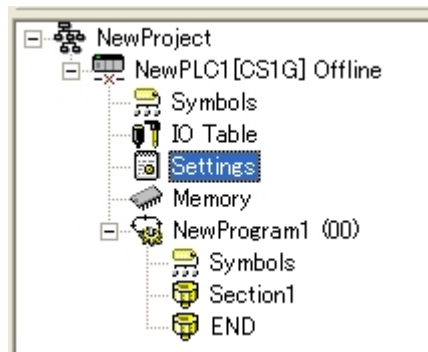 NewProject
NewPLC1[CS1G] Offline
Symbols
IO Table
Settings
Memory
NewProgram1 (00)
Symbols
Section1
END